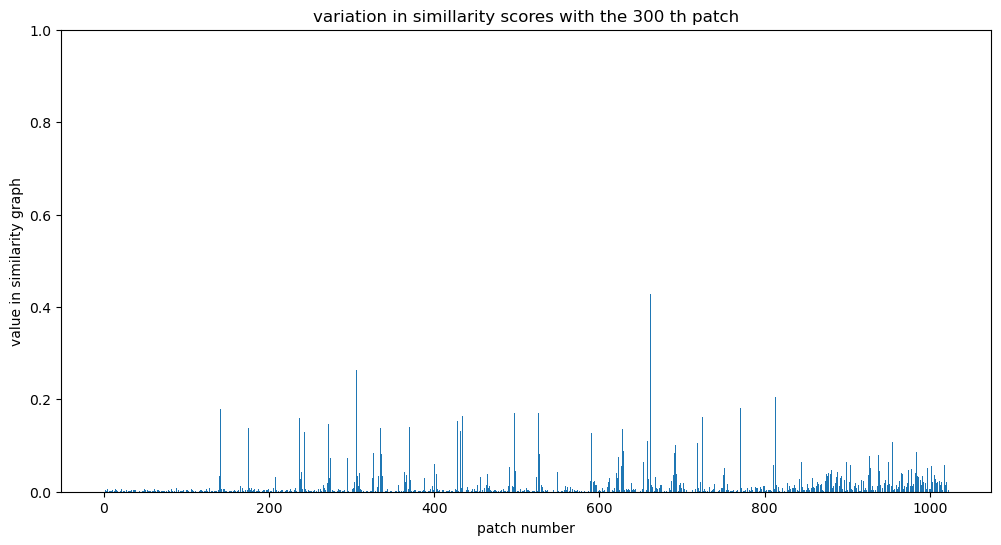 variation in simillarity scores with the 300 th patch
1.0
0.8
0.6
0.4
0.2
0.0
value in similarity graph
0 200 400 600 800 1000
patch number